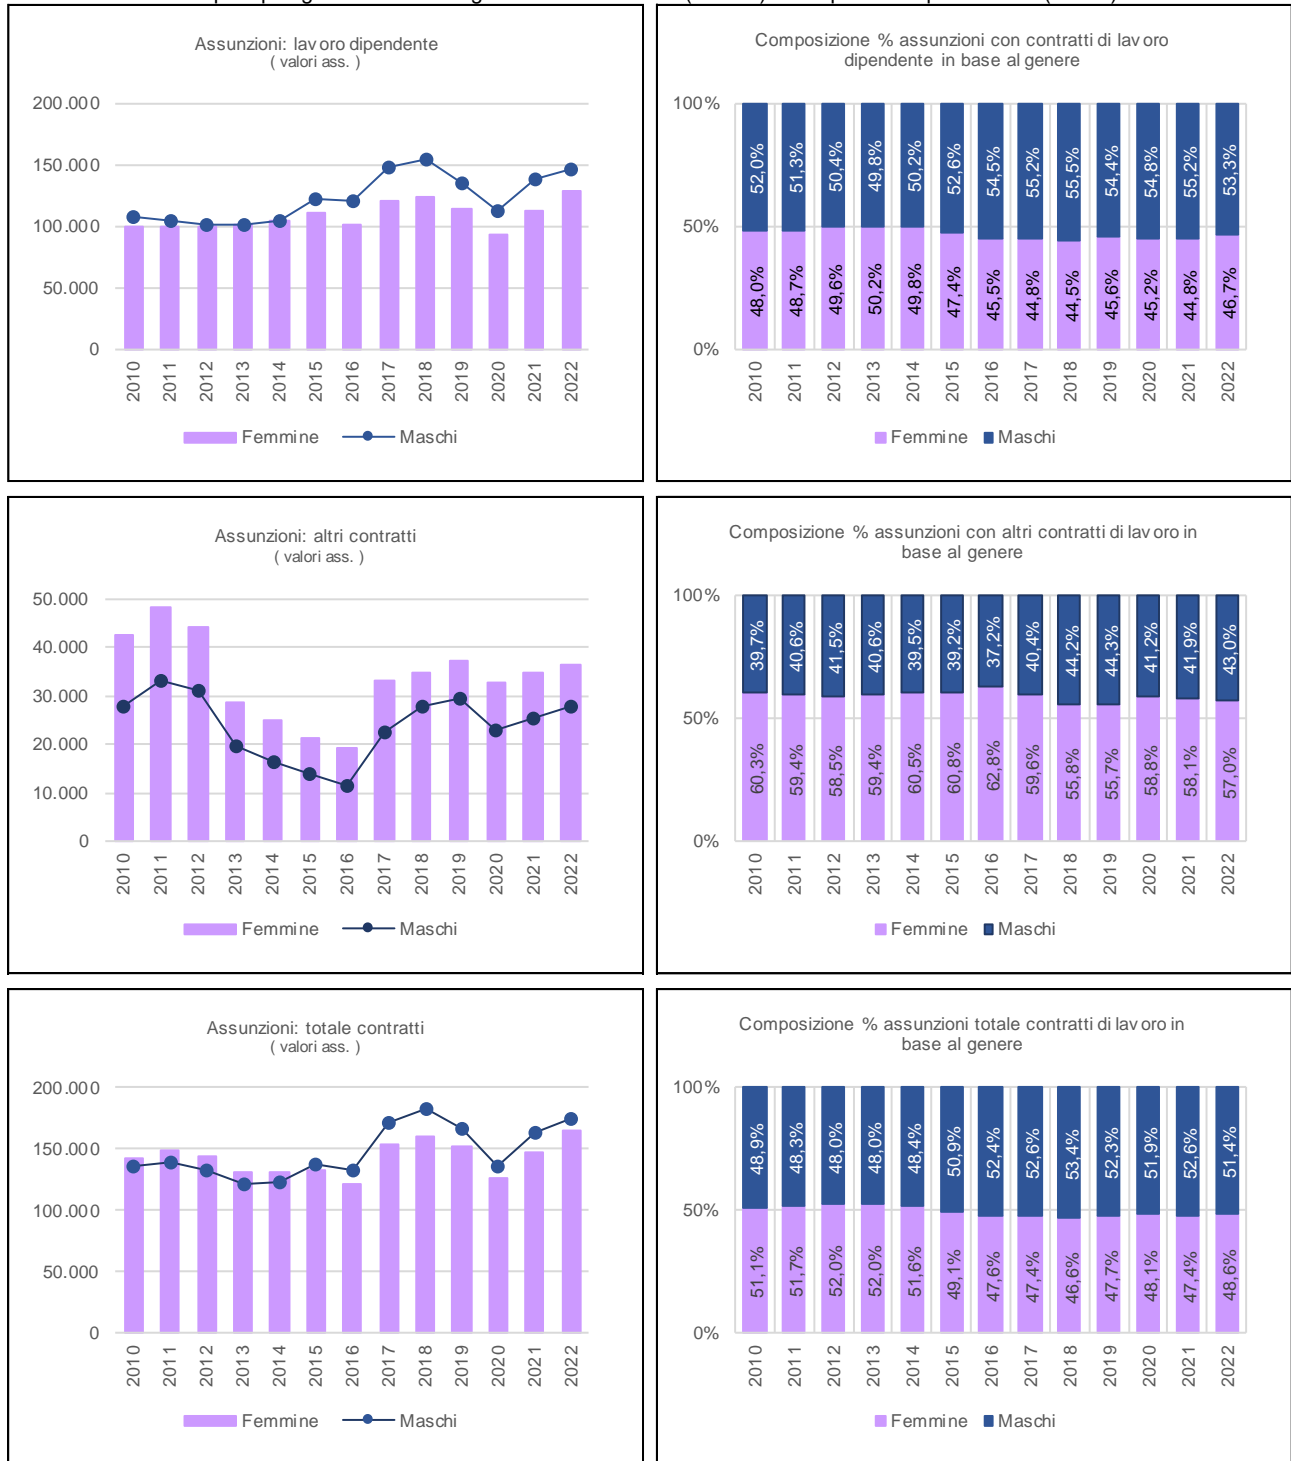 Assunzioni: lavoro dipendente
( valori ass. )
200.000
150.000
100.000
50.000
0
2010 2011 2012 2013 2014 2015 2016 2017 2018 2019 2020 2021 2022
Femmine Maschi
Composizione % assunzioni con contratti di lavoro
dipendente in base al genere
100%
50%
0%
52,0% 51,3% 50,4% 49,8% 50,2% 52,6% 54,5% 55,2% 55,5% 54,4% 54,8% 55,2% 53,3%
48,0% 48,7% 49,6% 50,2% 49,8% 47,4% 45,5% 44,8% 44,5% 45,6% 45,2% 44,8% 46,7%
2010 2011 2012 2013 2014 2015 2016 2017 2018 2019 2020 2021 2022
Femmine Maschi
Assunzioni: altri contratti
( valori ass. )
50.000
40.000
30.000
20.000
10.000
0
2010 2011 2012 2013 2014 2015 2016 2017 2018 2019 2020 2021 2022
Femmine Maschi
Composizione % assunzioni con altri contratti di lavoro in
base al genere
100%
50%
0%
39,7% 40,6% 41,5% 40,6% 39,5% 39,2% 37,2% 40,4% 44,2% 44,3% 41,2% 41,9% 43,0%
60,3% 59,4% 58,5% 59,4% 60,5% 60,8% 62,8% 59,6% 55,8% 55,7% 58,8% 58,1% 57,0%
2010 2011 2012 2013 2014 2015 2016 2017 2018 2019 2020 2021 2022
Femmine Maschi
Assunzioni: totale contratti
( valori ass. )
200.000
150.000
100.000
50.000
0
2010 2011 2012 2013 2014 2015 2016 2017 2018 2019 2020 2021 2022
Femmine Maschi
Composizione % assunzioni totale contratti di lavoro in
base al genere
100%
50%
0%
48,9% 48,3% 48,0% 48,0% 48,4% 50,9% 52,4% 52,6% 53,4% 52,3% 51,9% 52,6% 51,4%
51,1% 51,7% 52,0% 52,0% 51,6% 49,1% 47,6% 47,4% 46,6% 47,7% 48,1% 47,4% 48,6%
2010 2011 2012 2013 2014 2015 2016 2017 2018 2019 2020 2021 2022
Femmine Maschi